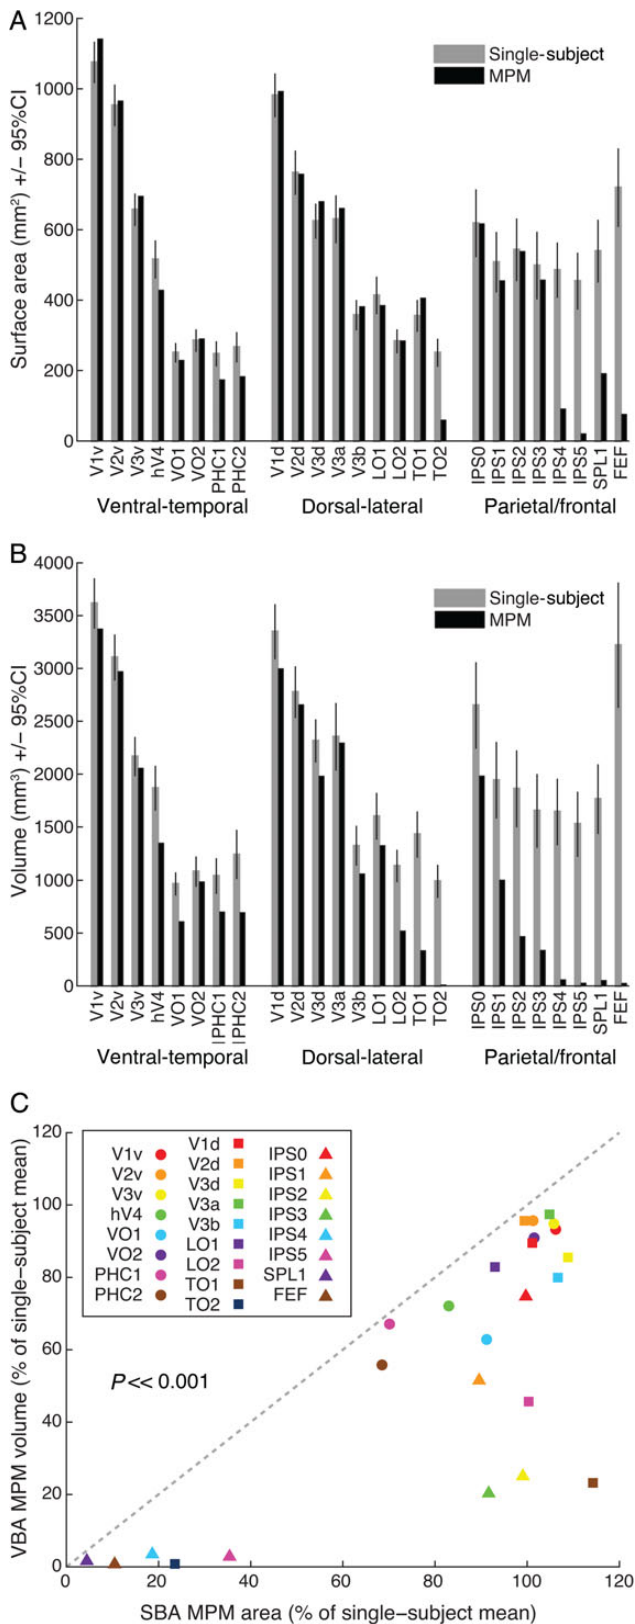 A
Surface area (mm²) +/− 95%CI
1200
1000
800
600
400
200
0
Single-subject
MPM
V1v V2v V3v hV4 VO1 VO2 PHC1 PHC2 V1d V2d V3d V3a V3b LO1 LO2 TO1 TO2 IPS0 IPS1 IPS2 IPS3 IPS4 IPS5 SPL1 FEF
Ventral-temporal Dorsal-lateral Parietal/frontal
B
Volume (mm³) +/− 95%CI
4000
3500
3000
2500
2000
1500
1000
500
0
Single-subject
MPM
V1v V2v V3v hV4 VO1 VO2 |PHC1 |PHC2 V1d V2d V3d V3a V3b LO1 LO2 TO1 TO2 IPS0 IPS1 IPS2 IPS3 IPS4 IPS5 SPL1 FEF
Ventral-temporal Dorsal-lateral Parietal/frontal
C
VBA MPM volume (% of single−subject mean)
120
100
80
60
40
20
0
V1v
V2v
V3v
hV4
VO1
VO2
PHC1
PHC2
V1d
V2d
V3d
V3a
V3b
LO1
LO2
TO1
TO2
IPS0
IPS1
IPS2
IPS3
IPS4
IPS5
SPL1
FEF
P<< 0.001
0 20 40 60 80 100 120
SBA MPM area (% of single−subject mean)